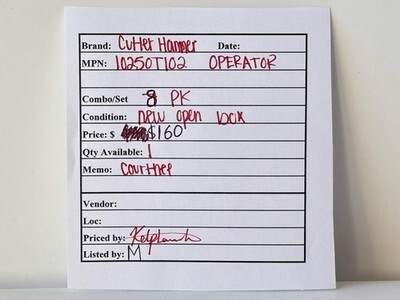 Brand: Cutler Hammer Date:
MPN: 10250T102 OPERATOR
Combo/Set 8 PK
Condition: new open box
Price: $ $160
Qty Available: 1
Memo: Courtney
Vendor:
Loc:
Priced by:
Listed by: M